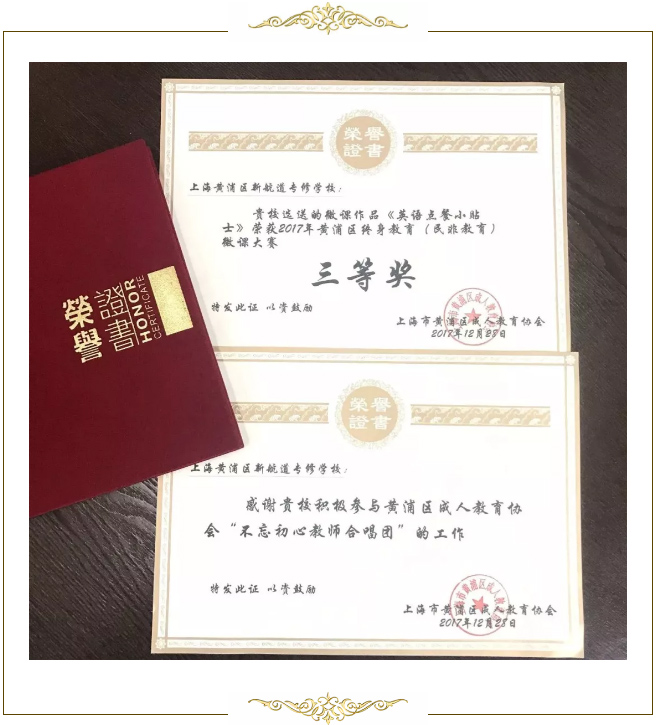 榮譽
證書
上海黄浦区新航道专修学校：
贵校选送的微课作品《英语点餐小贴
士》荣获2017年黄浦区终身教育（民非教育）
微课大赛
三等奖
特发此证 以资鼓励
上海市黄浦区成人教育协会
2017年12月28日
榮譽
證書
HONOR
CERTIFICATE
榮譽
證書
上海黄浦区新航道专修学校：
感谢贵校积极参与黄浦区成人教育协
会“不忘初心教师合唱团”的工作
特发此证 以资鼓励
上海市黄浦区成人教育协会
2017年12月28日